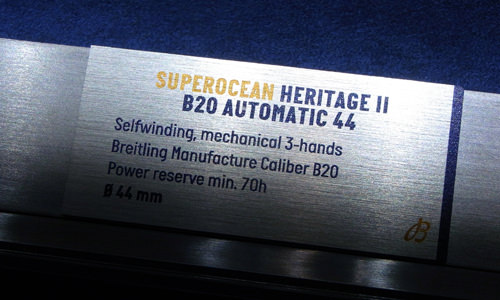 SUPEROCEAN HERITAGE II
B20 AUTOMATIC 44
Selfwinding, mechanical 3-hands
Breitling Manufacture Caliber B20
Power reserve min. 70h
Ø 44 mm
B